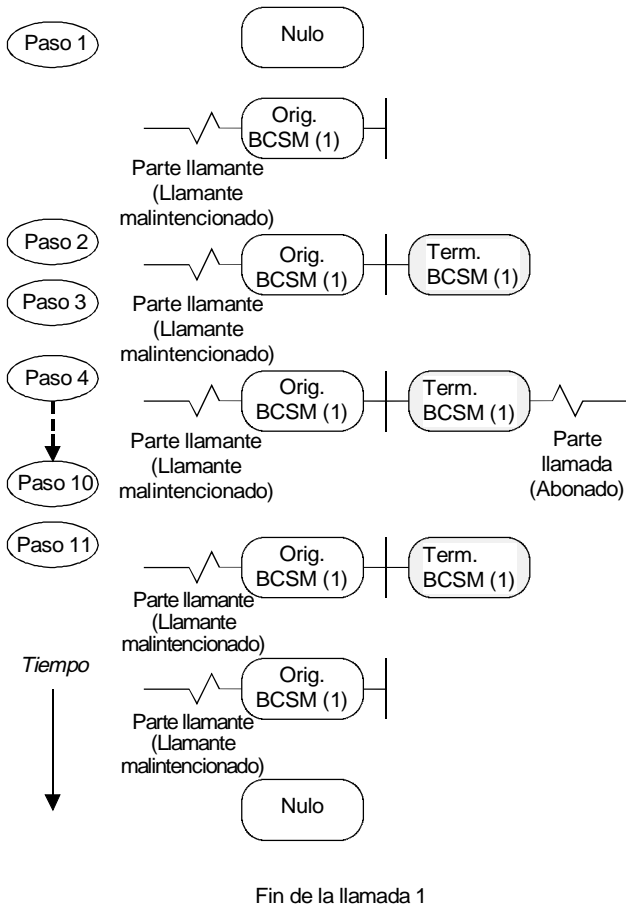 Paso 1
Nulo
Orig.
BCSM (1)
Parte llamante
(Llamante
malintencionado)
Paso 2
Orig.
BCSM (1)
Term.
BCSM (1)
Paso 3
Parte llamante
(Llamante
malintencionado)
Paso 4
Orig.
BCSM (1)
Term.
BCSM (1)
Parte llamante
(Llamante
malintencionado)
Parte
llamada
(Abonado)
Paso 10
Paso 11
Orig.
BCSM (1)
Term.
BCSM (1)
Parte llamante
(Llamante
malintencionado)
Tiempo
Orig.
BCSM (1)
Parte llamante
(Llamante
malintencionado)
Nulo
Fin de la llamada 1